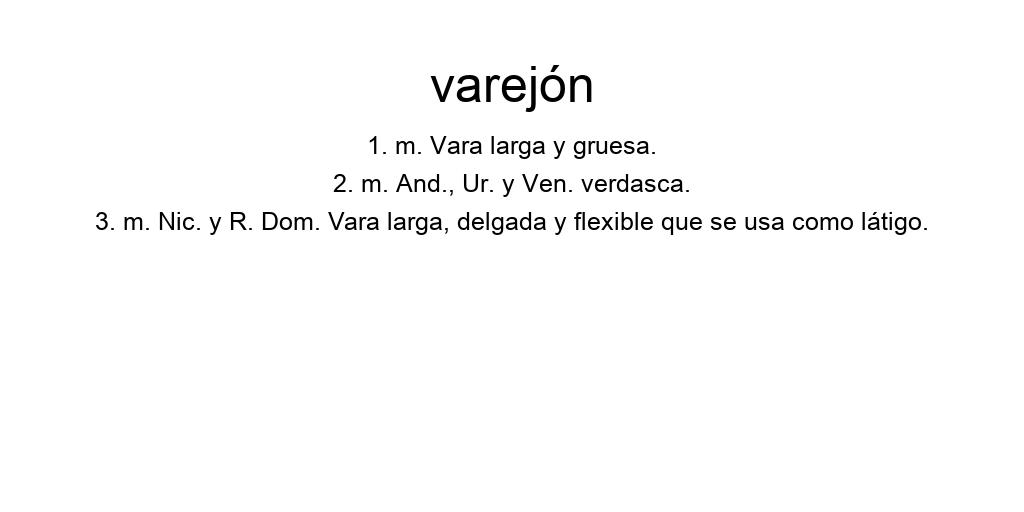 varejón
1. m. Vara larga y gruesa.
2. m. And., Ur. y Ven. verdasca.
3. m. Nic. y R. Dom. Vara larga, delgada y flexible que se usa como látigo.